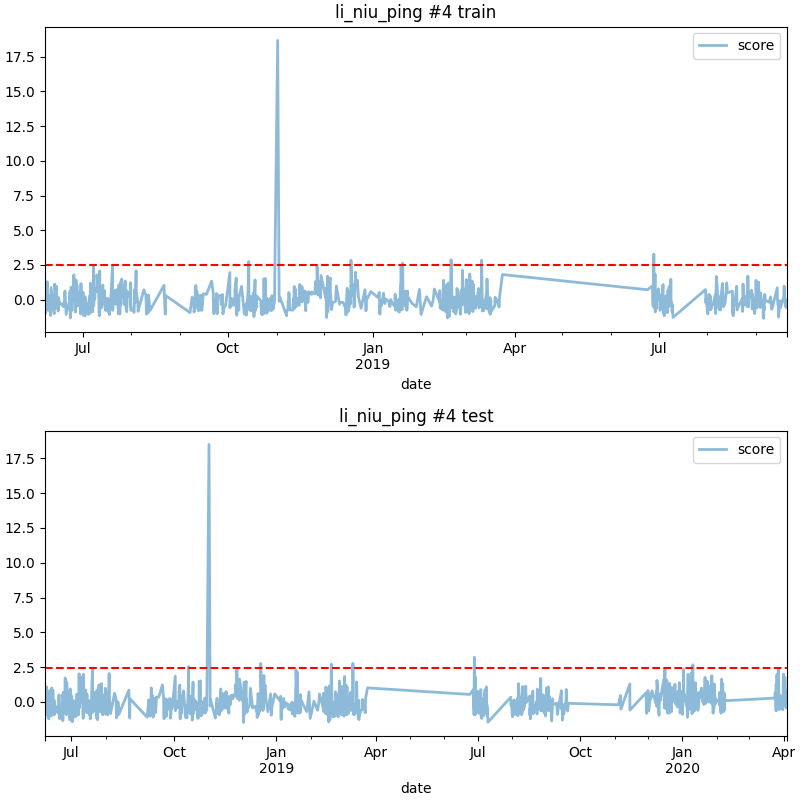 li_niu_ping #4 train
score
17.5
15.0
12.5
10.0
7.5
5.0
2.5
0.0
Jul Oct Jan Apr Jul
2019
date
li_niu_ping #4 test
score
17.5
15.0
12.5
10.0
7.5
5.0
2.5
0.0
Jul Oct Jan Apr Jul Oct Jan Apr
2019 2020
date